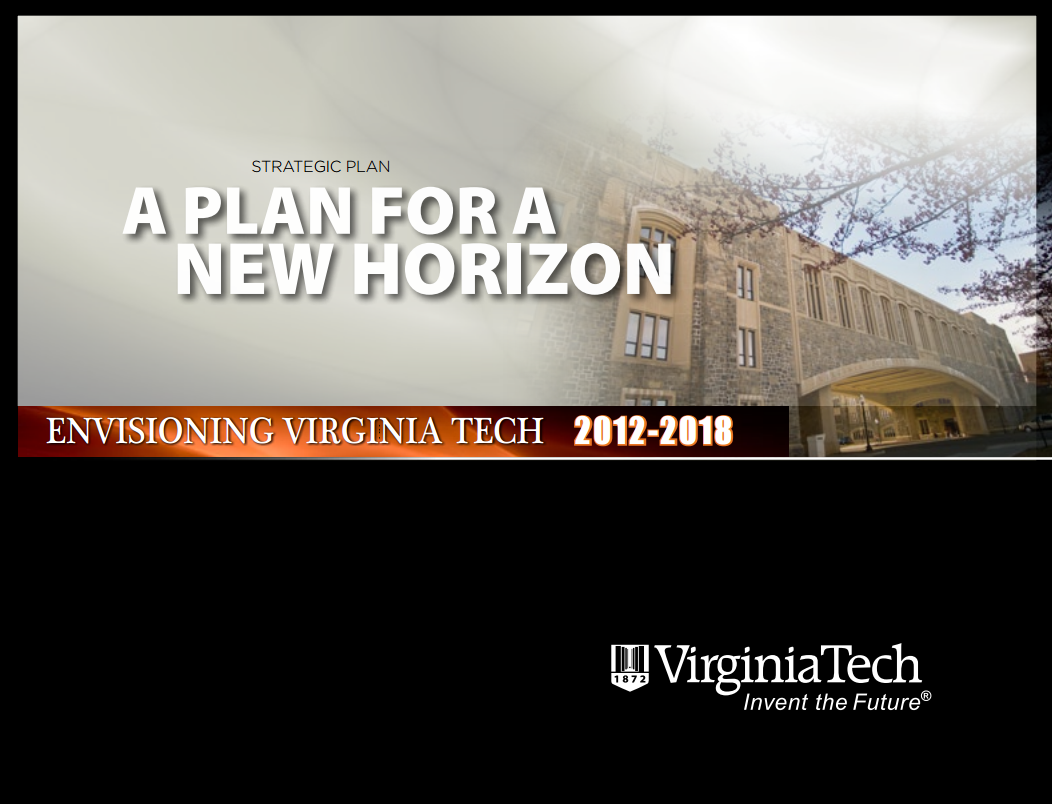 STRATEGIC PLAN
A PLAN FOR A
NEW HORIZON
ENVISIONING VIRGINIA TECH 2012-2018
1872
VirginiaTech
Invent the Future®